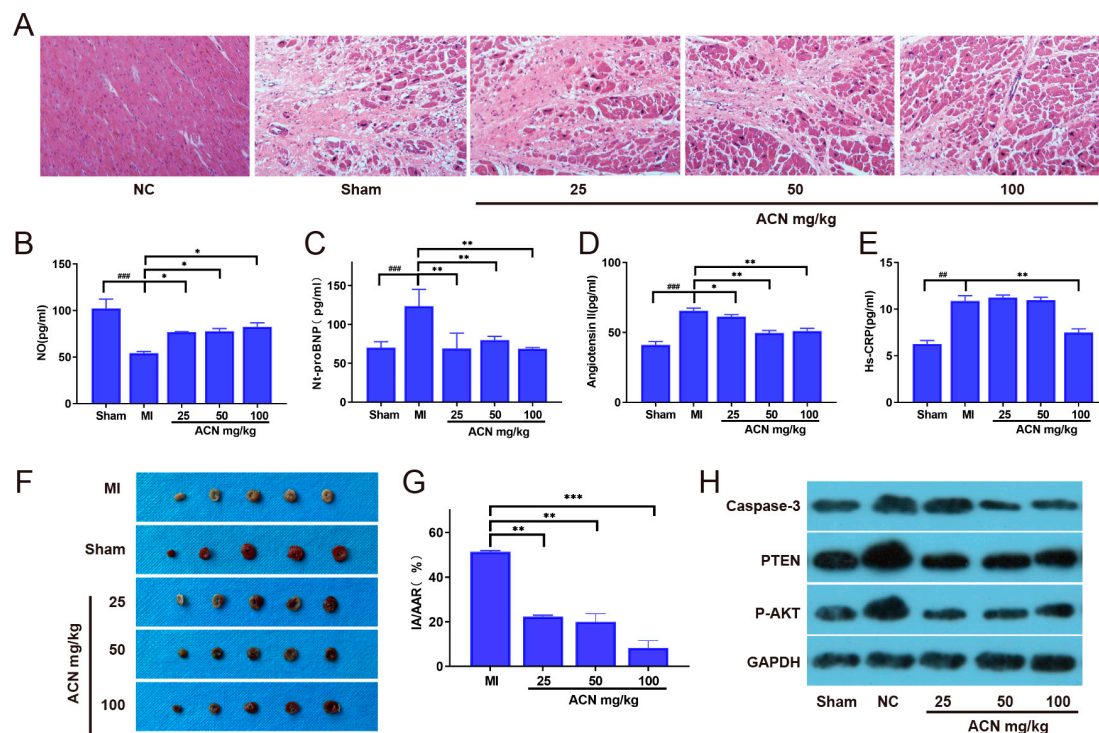 A
NC Sham 25 50 100
ACN mg/kg
B
NO(pg/ml)
150
100
50
0
###
*
*
*
Sham MI 25 50 100
ACN mg/kg
C
Nt-proBNP( pg/ml)
150
100
50
0
###
**
**
**
Sham MI 25 50 100
ACN mg/kg
D
Angiotensin II(pg/ml)
100
50
0
###
**
**
*
Sham MI 25 50 100
ACN mg/kg
E
Hs-CRP(pg/ml)
15
10
5
0
##
**
Sham MI 25 50 100
ACN mg/kg
F
MI
Sham
25
50
100
ACN mg/kg
G
IA/AAR( %)
60
40
20
0
***
**
**
MI 25 50 100
ACN mg/kg
H
Caspase-3
PTEN
P-AKT
GAPDH
Sham NC 25 50 100
ACN mg/kg